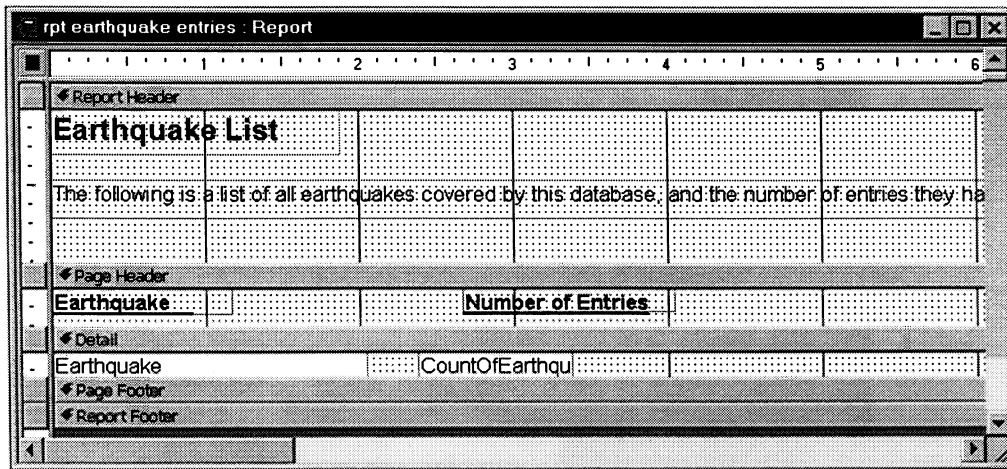 rpt earthquake entries : Report
1 2 3 4 5 6
Report Header
Earthquake List
The following is a list of all earthquakes covered by this database, and the number of entries they ha
Page Header
Earthquake Number of Entries
Detail
Earthquake CountOfEarthqu
Page Footer
Report Footer